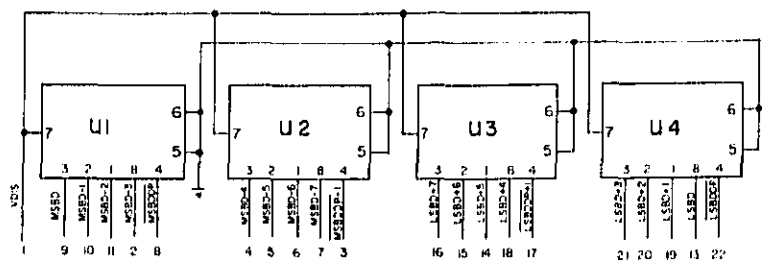 6 6 6 6
7 U1 7 U2 7 U3 7 U4
5 5 5 5
3 2 1 8 4 3 2 1 8 4 3 2 1 8 4 3 2 1 8 4
VDIS MSBD MSBD-1 MSBD-2 MSBD-3 MSBDDP MSBD-4 MSBD-5 MSBD-6 MSBD-7 MSBDDP+1 LSBD+7 LSBD+6 LSBD+5 LSBD+4 LSBDDP+1 LSBD+3 LSBD+2 LSBD+1 LSBD LSBDDP
1 9 10 11 2 8 4 5 6 7 3 16 15 14 18 17 21 20 19 13 22